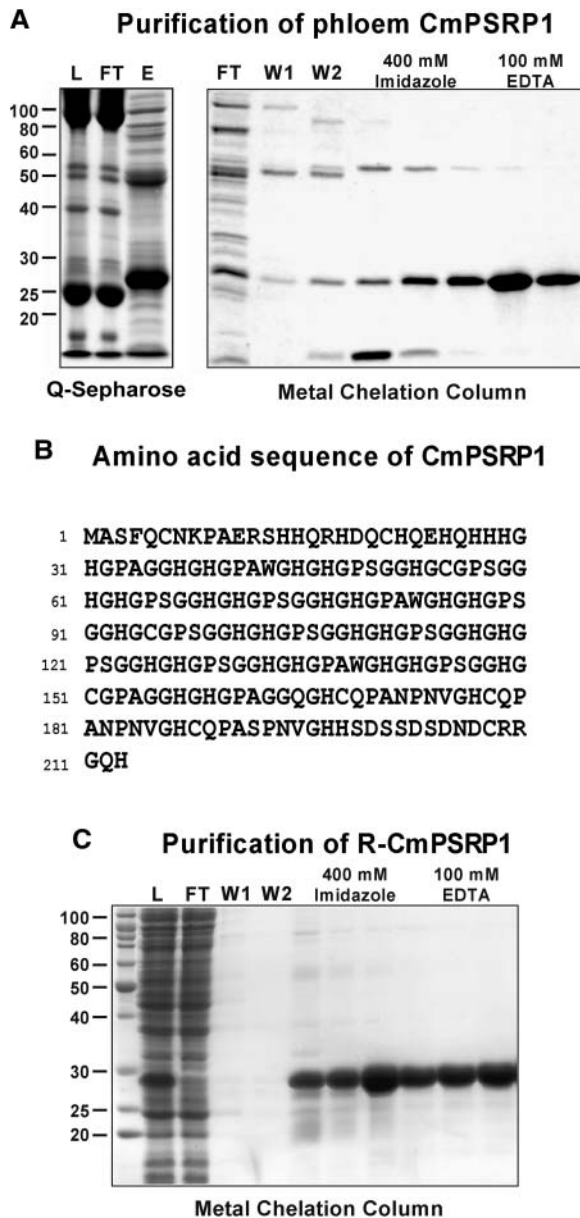 A
Purification of phloem CmPSRP1
L FT E
FT W1 W2 400 mM Imidazole 100 mM EDTA
100
80
60
50
40
30
25
20
Q-Sepharose
Metal Chelation Column
B Amino acid sequence of CmPSRP1
1 MASFQCNKPAERSHHQRHDQCHQEHQHHHG
31 HGPAGGHGHGPAWGHGHGPSGGHGCGPSGG
61 HGHGPSGGHGHGPSGGHGHGPAWGHGHGPS
91 GGHGCGPSGGHGHGPSGGHGHGPSGGHGHG
121 PSGGHGHGPSGGHGHGPAWGHGHGPSGGHG
151 CGPAGGHGHGPAGGQGHCQPANPNVGHCQP
181 ANPNVGHCQPASPNVGHHSDSSDSDNDCRR
211 GQH
C Purification of R-CmPSRP1
L FT W1 W2 400 mM Imidazole 100 mM EDTA
100
80
60
50
40
30
25
20
Metal Chelation Column